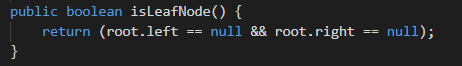 public boolean isLeafNode() {
    return (root.left == null && root.right == null);
}